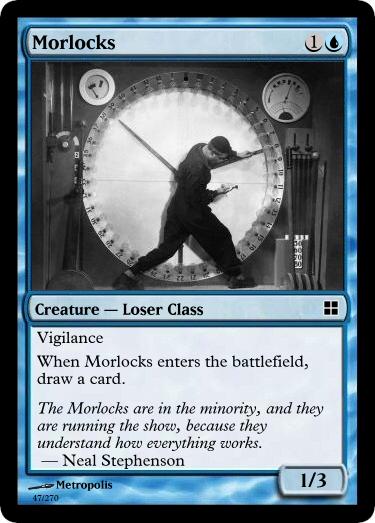 Morlocks
1
Creature — Loser Class
Vigilance
When Morlocks enters the battlefield,
draw a card.
The Morlocks are in the minority, and they
are running the show, because they
understand how everything works.
— Neal Stephenson
1/3
Metropolis
47/270